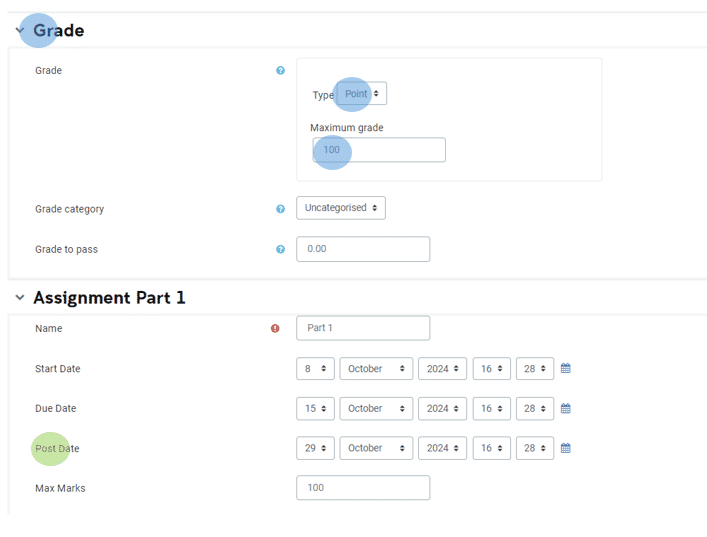 Grade
Grade
Type Point
Maximum grade
100
Grade category Uncategorised
Grade to pass 0.00
Assignment Part 1
Name Part 1
Start Date 8 October 2024 16 28
Due Date 15 October 2024 16 28
Post Date 29 October 2024 16 28
Max Marks 100